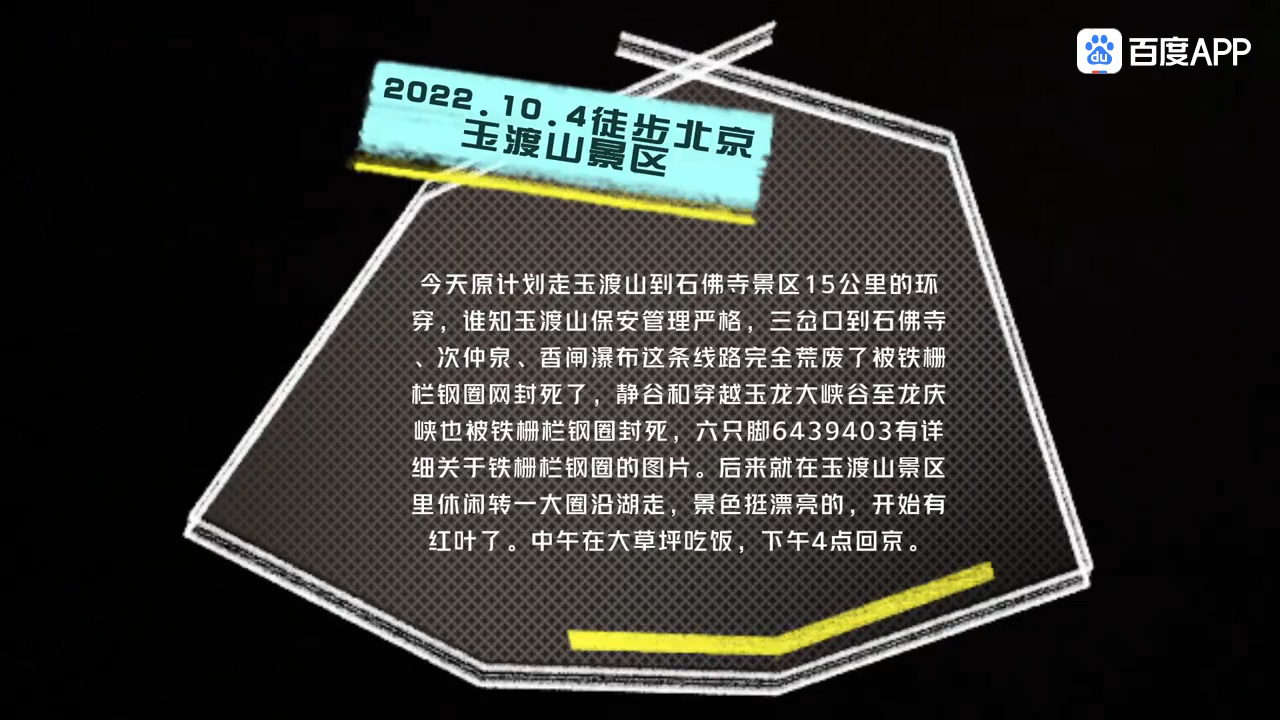 百度APP
2022.10.4徒步北京
玉渡山景区
今天原计划走玉渡山到石佛寺景区15公里的环
穿，谁知玉渡山保安管理严格，三岔口到石佛寺
、次仲泉、香闸瀑布这条线路完全荒废了被铁栅
栏钢圈网封死了，静谷和穿越玉龙大峡谷至龙庆
峡也被铁栅栏钢圈封死，六只脚6439403有详
细关于铁栅栏钢圈的图片。后来就在玉渡山景区
里休闲转一大圈沿湖走，景色挺漂亮的，开始有
红叶了。中午在大草坪吃饭，下午4点回京。